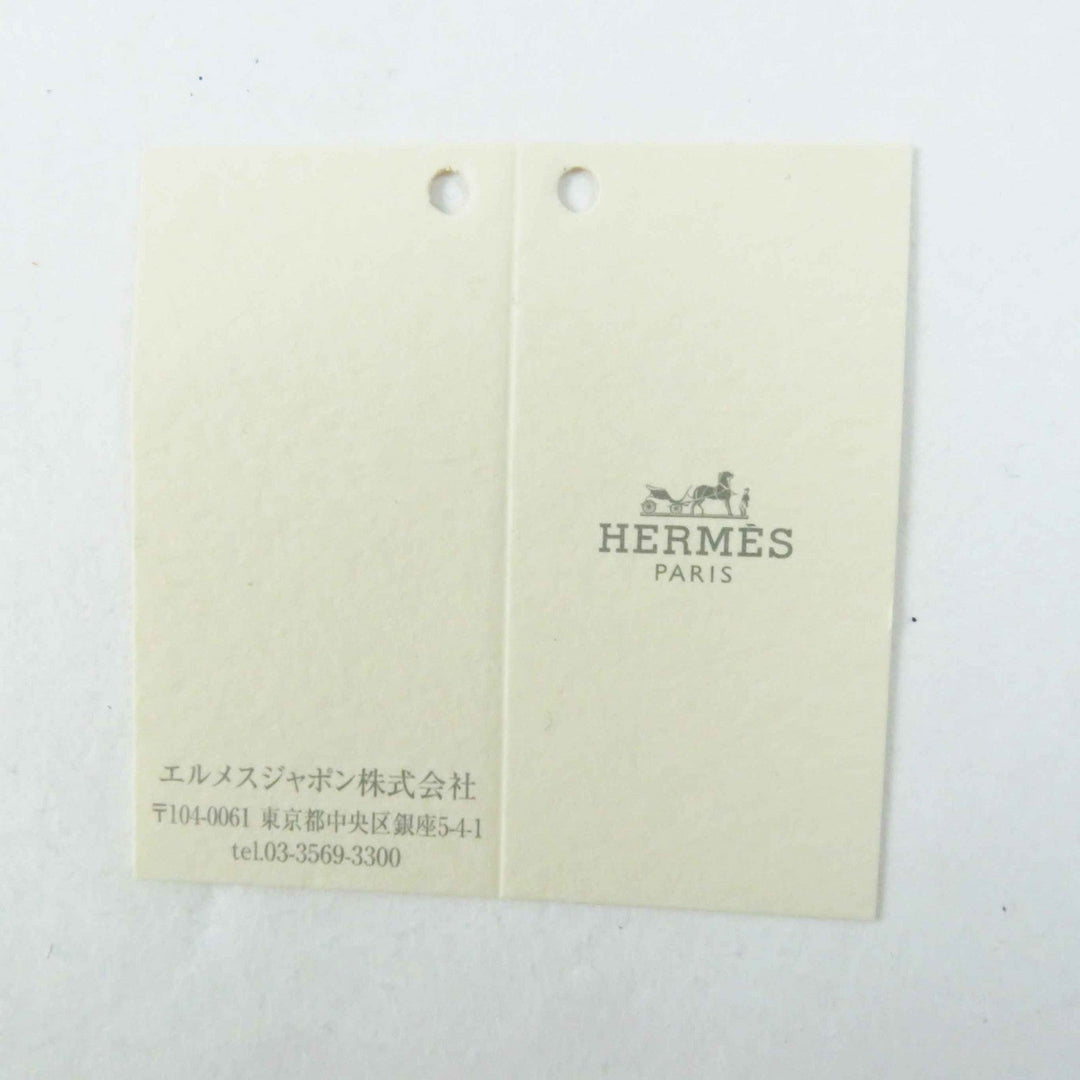 エルメスジャポン株式会社
〒104-0061 東京都中央区銀座5-4-1
tel.03-3569-3300
HERMÈS
PARIS